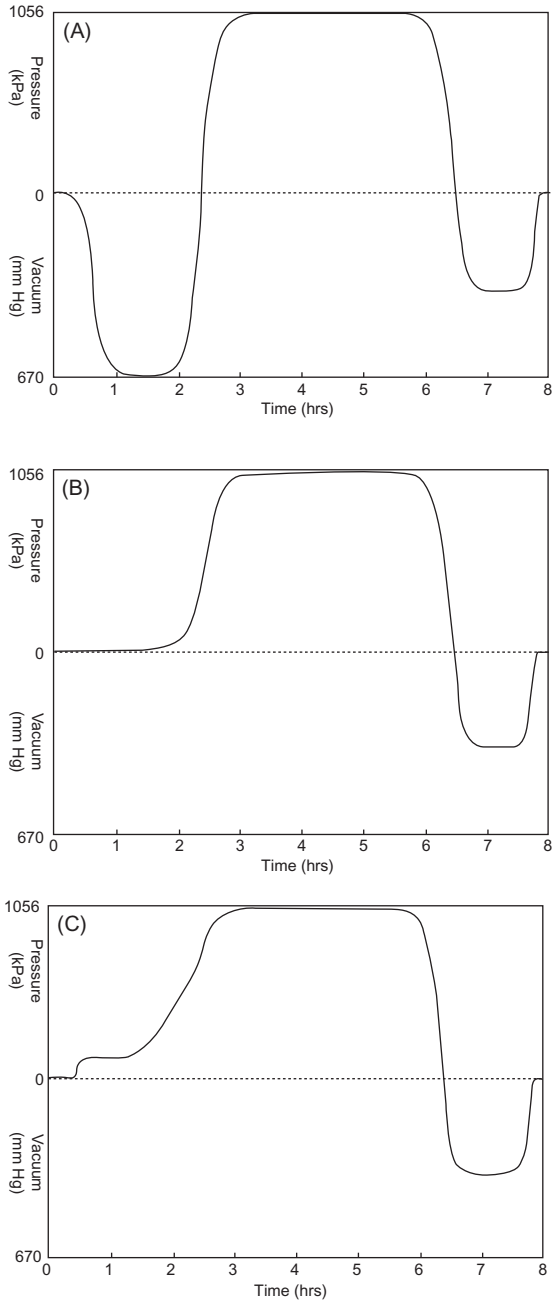 (A)
1056
Pressure
(kPa)
0
Vacuum
(mm Hg)
670
0 1 2 3 4 5 6 7 8
Time (hrs)
(B)
1056
Pressure
(kPa)
0
Vacuum
(mm Hg)
670
0 1 2 3 4 5 6 7 8
Time (hrs)
(C)
1056
Pressure
(kPa)
0
Vacuum
(mm Hg)
670
0 1 2 3 4 5 6 7 8
Time (hrs)